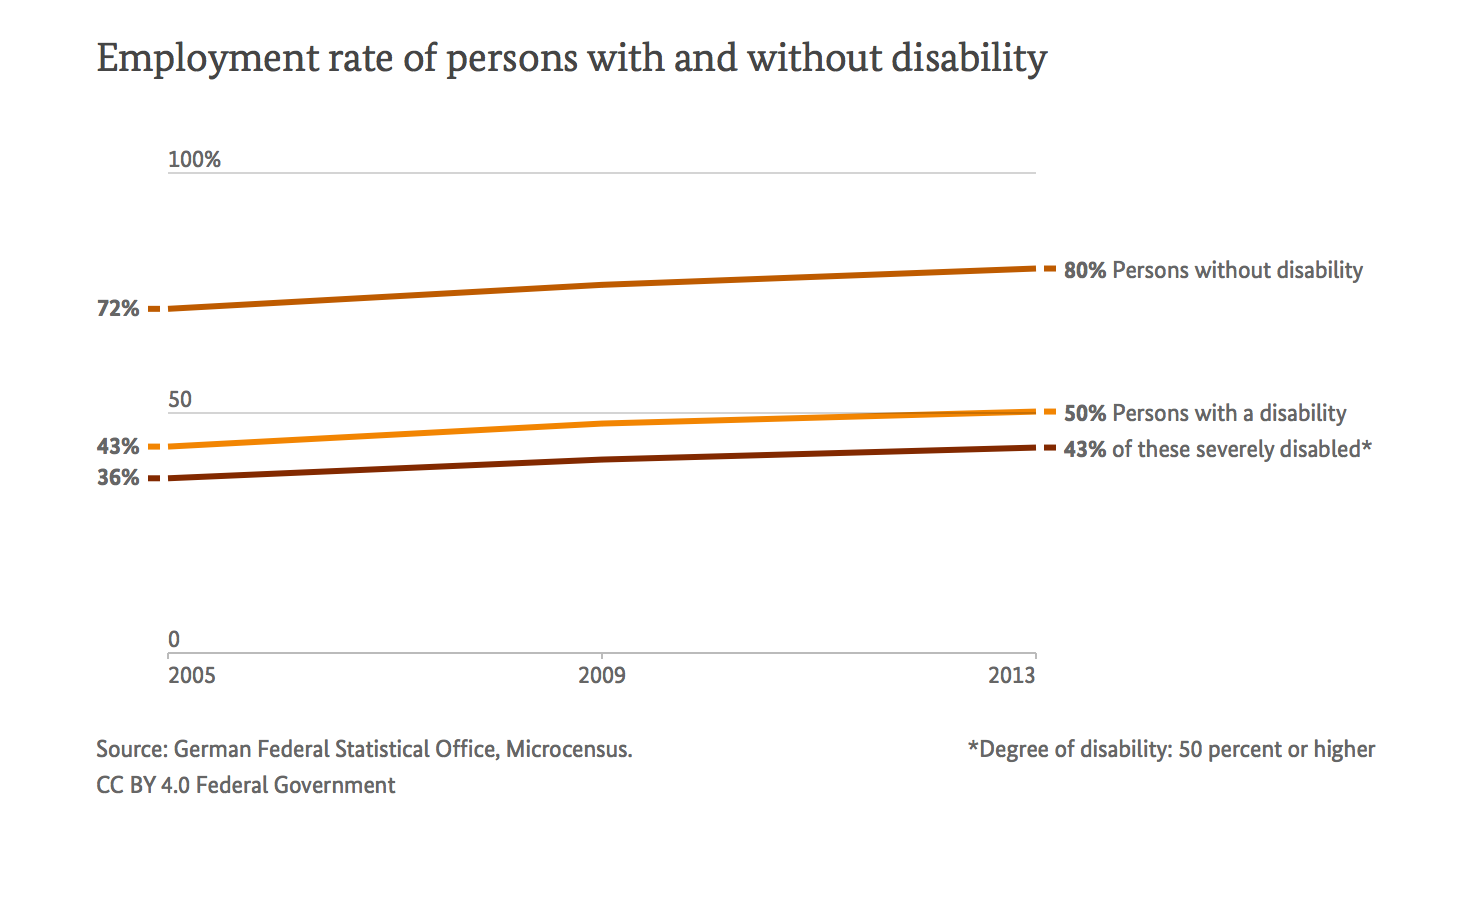 Employment rate of persons with and without disability
100%
80% Persons without disability
72%
50
50% Persons with a disability
43%
43% of these severely disabled*
36%
0
2005 2009 2013
Source: German Federal Statistical Office, Microcensus. *Degree of disability: 50 percent or higher
CC BY 4.0 Federal Government